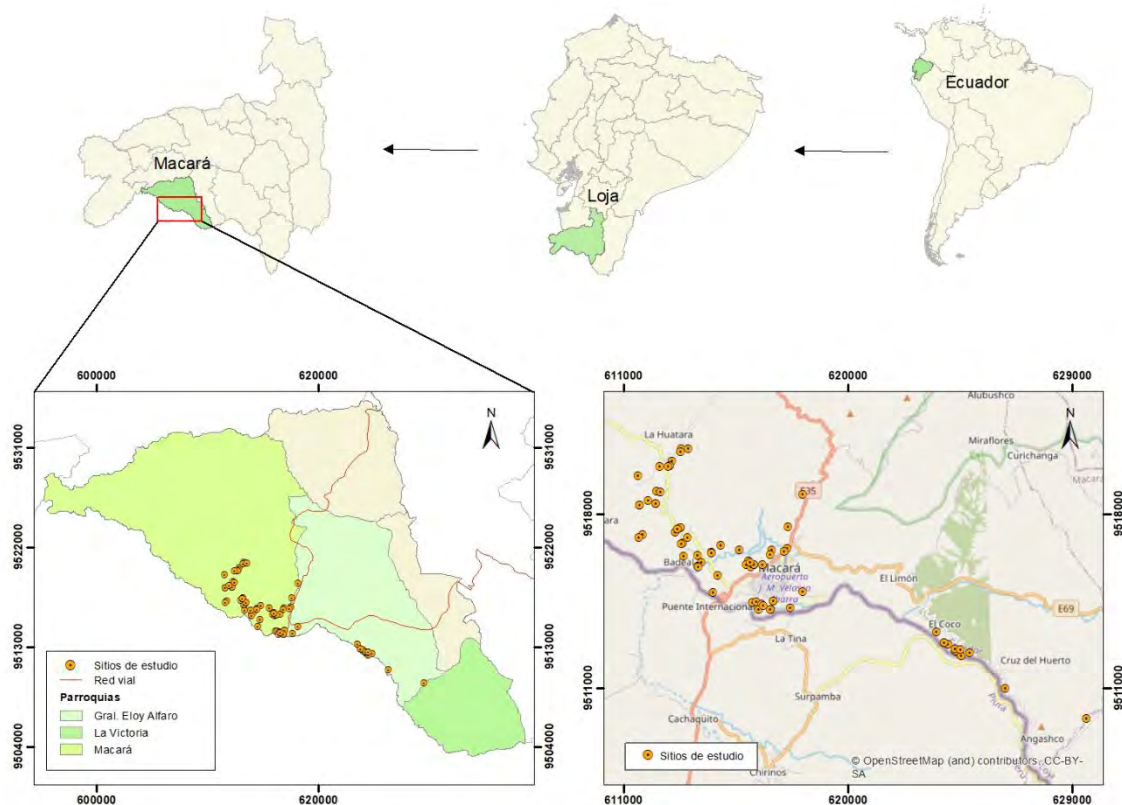 Macará
Loja
Ecuador
600000
620000
N
9531000
9522000
9513000
9504000
9531000
9522000
9513000
9504000
Sitios de estudio
Red vial
Parroquias
Gral. Eloy Alfaro
La Victoria
Macará
600000
620000
611000
620000
629000
N
9518000
9511000
9518000
9511000
Alubushco
La Huatara
Miraflores
Curichanga
E35
Macará
Aeropuerto
J. M. Velasco
El Limón
Puente Internacional
E69
La Tina
El Coco
Cruz del Huerto
Surpamba
Piura
Cachaquito
Angashco
Chirinos
Sitios de estudio
© OpenStreetMap (and) contributors, CC-BY-
SA
611000
620000
629000